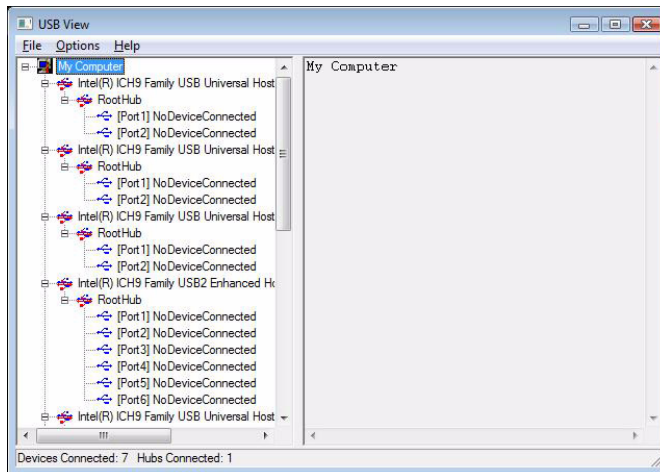 USB View
File Options Help
My Computer
Intel(R) ICH9 Family USB Universal Host
RootHub
[Port1] NoDeviceConnected
[Port2] NoDeviceConnected
Intel(R) ICH9 Family USB Universal Host
RootHub
[Port1] NoDeviceConnected
[Port2] NoDeviceConnected
Intel(R) ICH9 Family USB Universal Host
RootHub
[Port1] NoDeviceConnected
[Port2] NoDeviceConnected
Intel(R) ICH9 Family USB2 Enhanced Ho
RootHub
[Port1] NoDeviceConnected
[Port2] NoDeviceConnected
[Port3] NoDeviceConnected
[Port4] NoDeviceConnected
[Port5] NoDeviceConnected
[Port6] NoDeviceConnected
Intel(R) ICH9 Family USB Universal Host
My Computer
Devices Connected: 7 Hubs Connected: 1